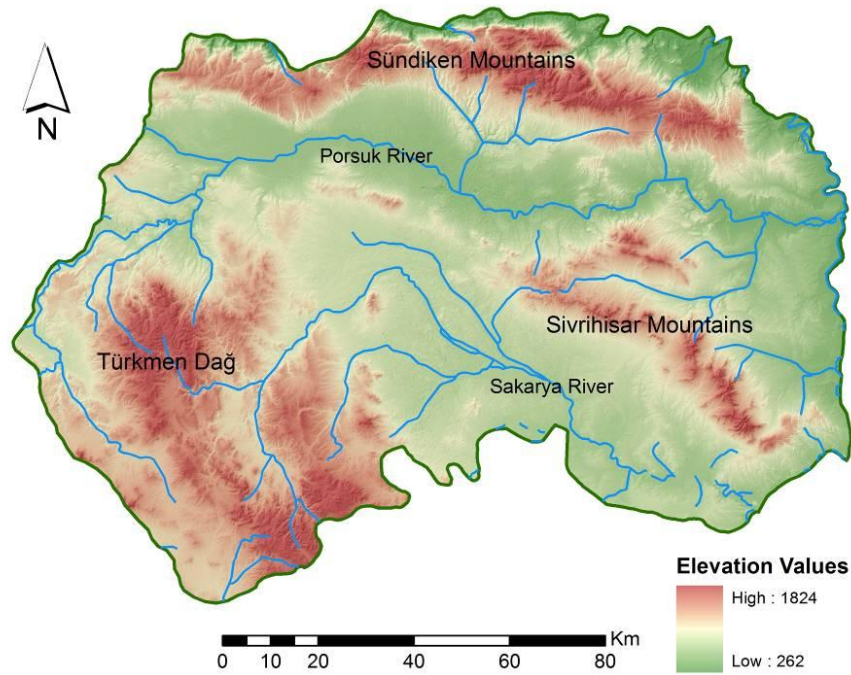 Sündiken Mountains
N
Porsuk River
Sivrihisar Mountains
Türkmen Dağ
Sakarya River
Elevation Values
High : 1824
Low : 262
Km
0 10 20 40 60 80